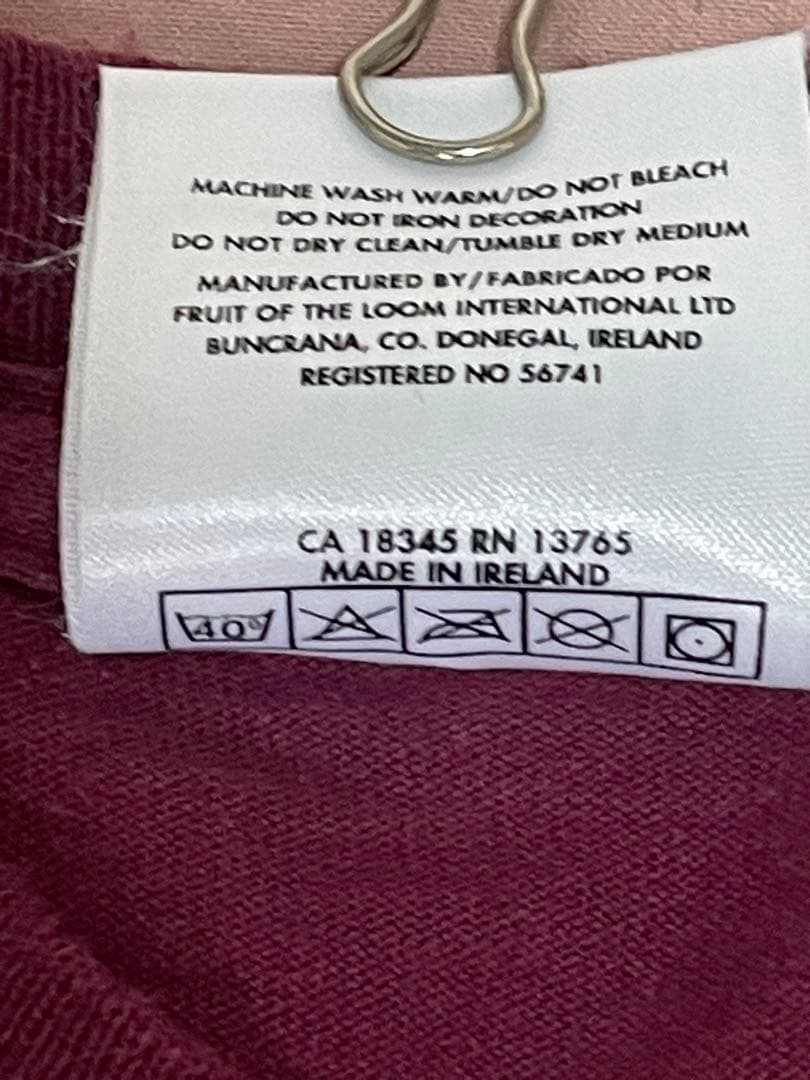 MACHINE WASH WARM/DO NOT BLEACH
DO NOT IRON DECORATION
DO NOT DRY CLEAN/TUMBLE DRY MEDIUM
MANUFACTURED BY/FABRICADO POR
FRUIT OF THE LOOM INTERNATIONAL LTD
BUNCRANA, CO. DONEGAL, IRELAND
REGISTERED NO 56741
CA 18345 RN 13765
MADE IN IRELAND
40°